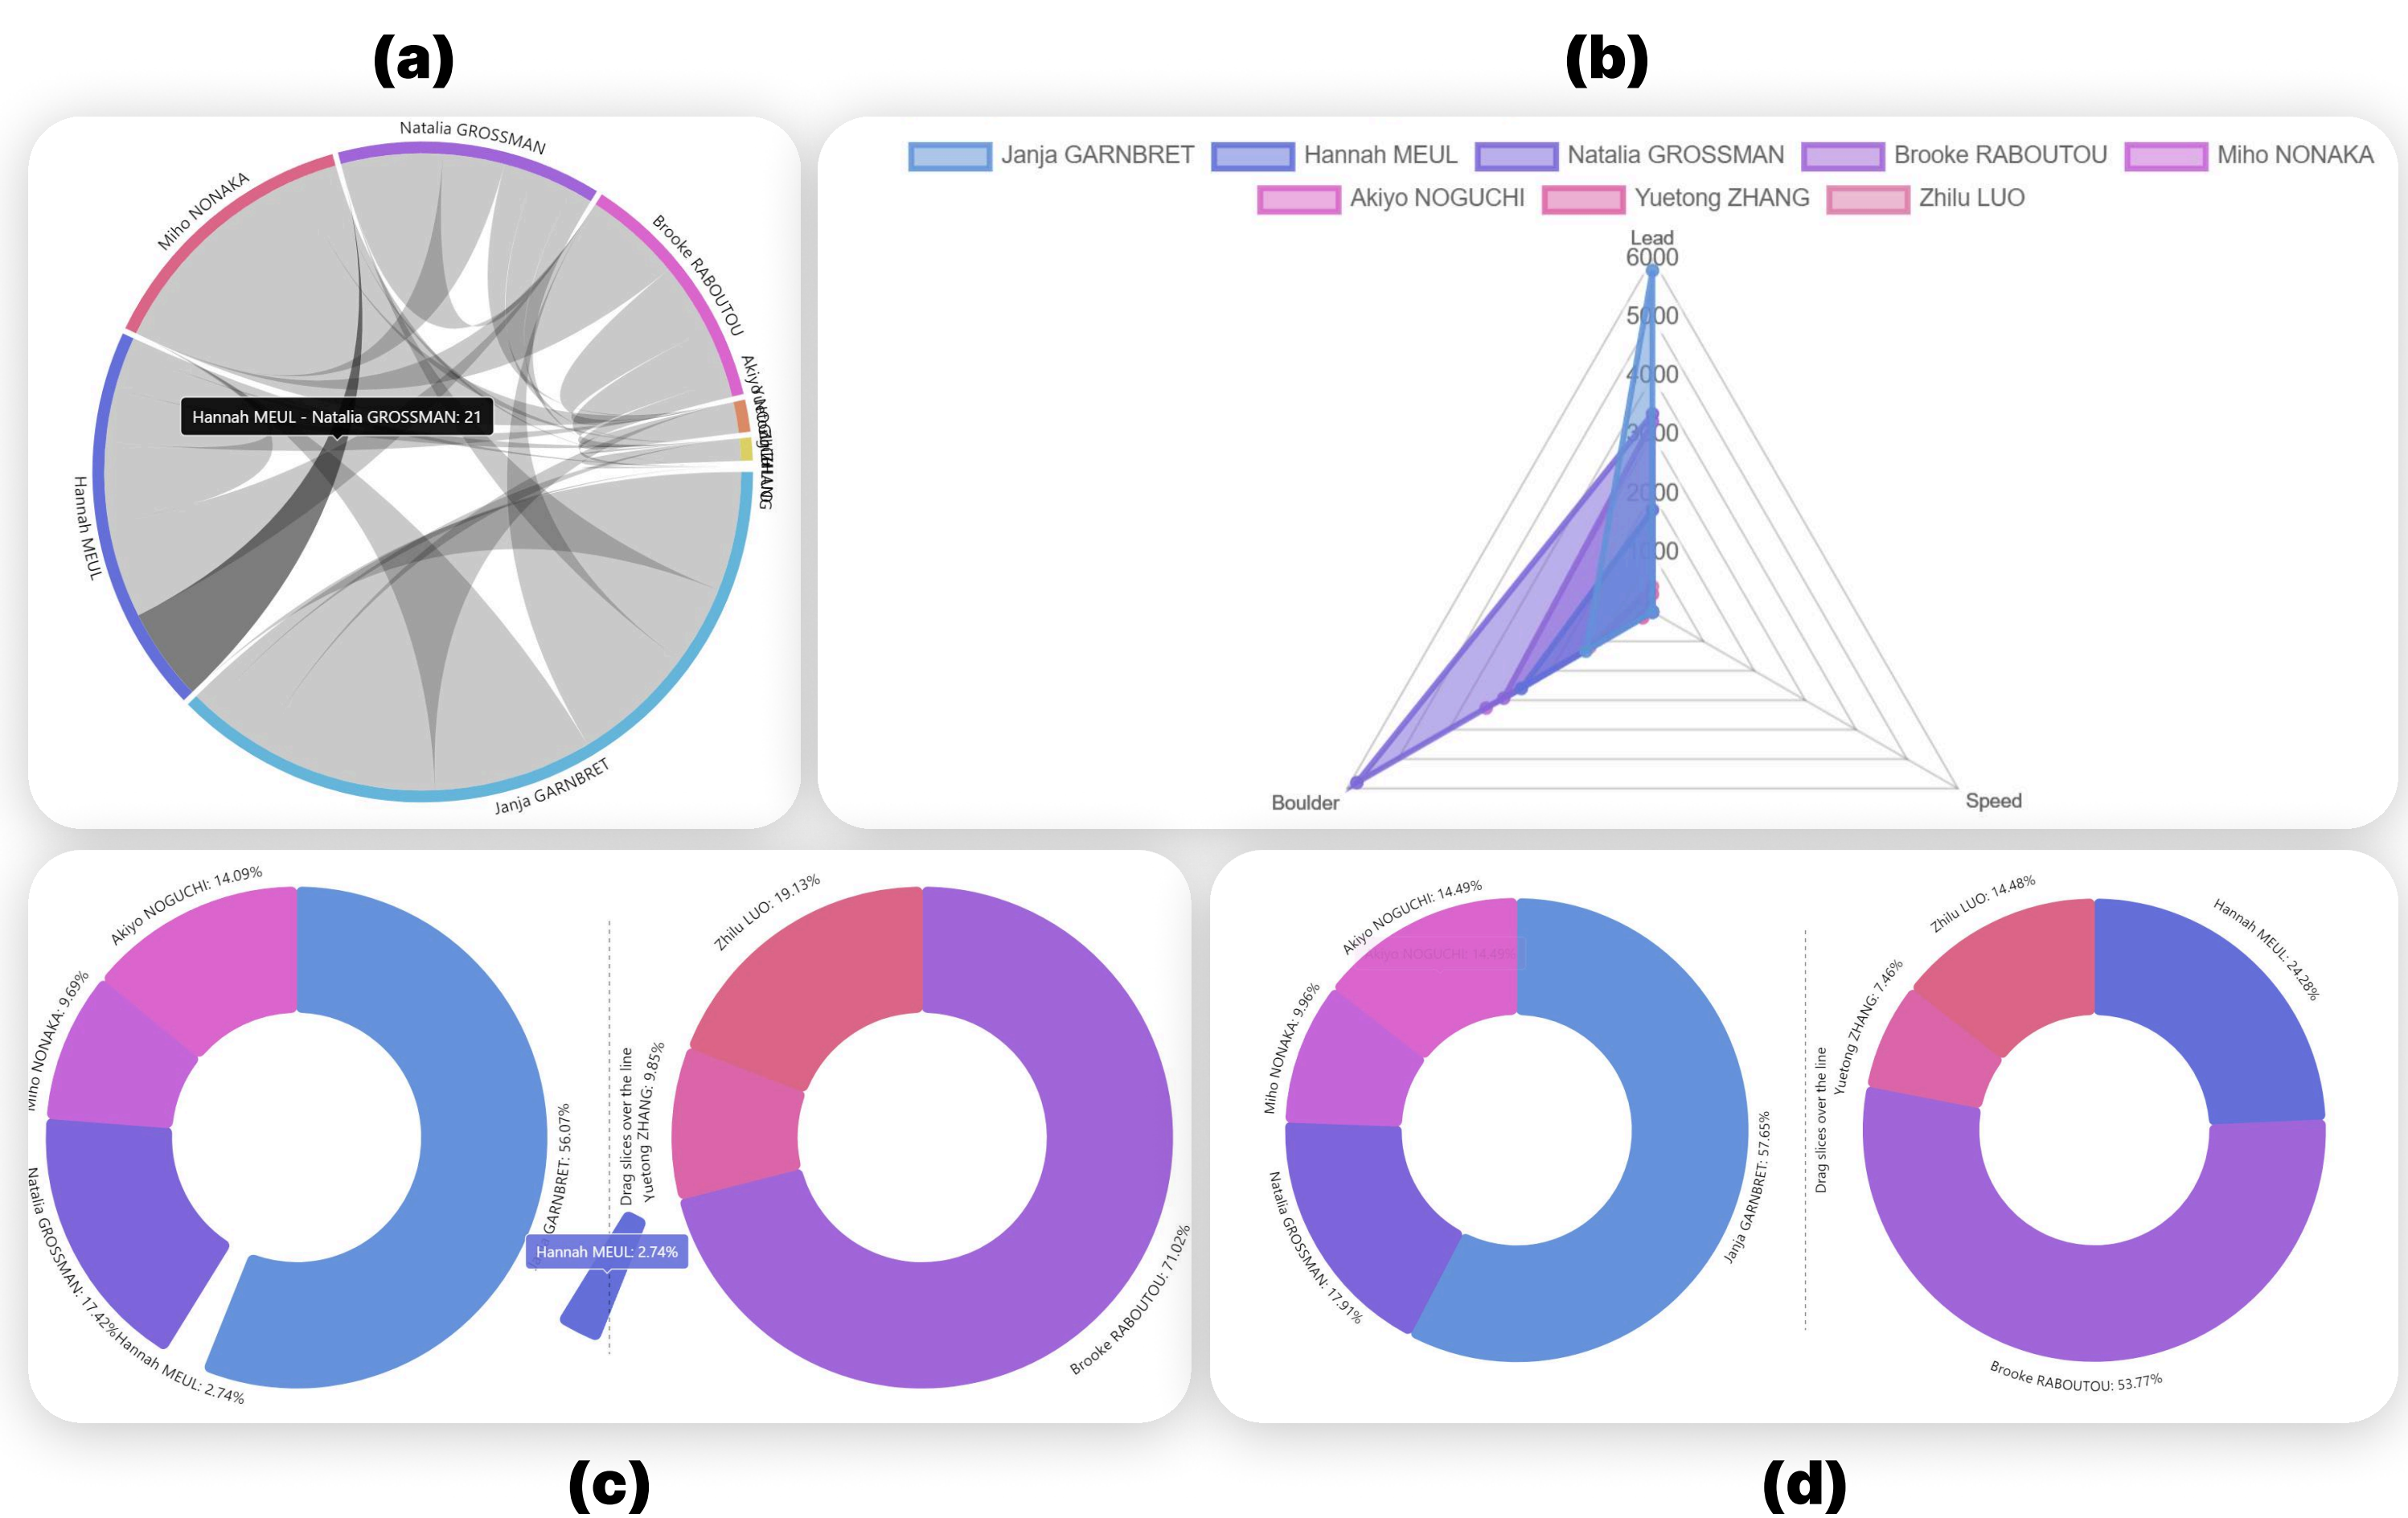 (a)
(b)
Natalia GROSSMAN
Miho NONAKA
Brooke RABOUTOU
Akiyo
Hannah MEUL - Natalia GROSSMAN: 21
Hannah MEUL
Janja GARNBRET
Janja GARNBRET
Hannah MEUL
Natalia GROSSMAN
Brooke RABOUTOU
Miho NONAKA
Akiyo NOGUCHI
Yuetong ZHANG
Zhilu LUO
Lead
6000
5000
4000
3000
2000
1000
Boulder
Speed
Akiyo NOGUCHI: 14.09%
Miho NONAKA: 9.69%
Natalia GROSSMAN: 17.42%
Hannah MEUL: 2.74%
GARNBRET: 56.07%
Hannah MEUL: 2.74%
Drag slices over the line
Yuetong ZHANG: 9.85%
Zhilu LUO: 19.13%
Brooke RABOUTOU: 71.02%
Akiyo NOGUCHI: 14.49%
Akiyo NOGUCHI: 14.49%
Miho NONAKA: 9.96%
Natalia GROSSMAN: 17.91%
Janja GARNBRET: 57.65%
Drag slices over the line
Yuetong ZHANG: 7.46%
Zhilu LUO: 14.48%
Hannah MEUL: 24.28%
Brooke RABOUTOU: 53.77%
(c)
(d)